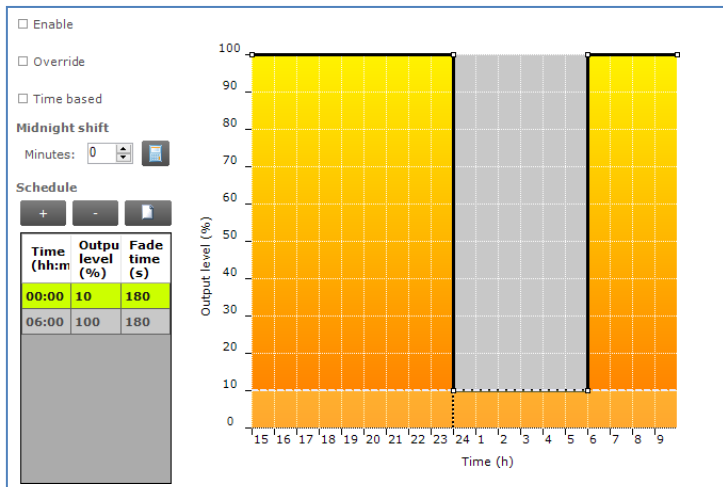 Enable
Override
Time based
Midnight shift
Minutes: 0
Schedule
+ -
Time (hh:m Outpu level (%) Fade time (s)
00:00 10 180
06:00 100 180
Output level (%)
100
90
80
70
60
50
40
30
20
10
0
15 16 17 18 19 20 21 22 23 24 1 2 3 4 5 6 7 8 9
Time (h)